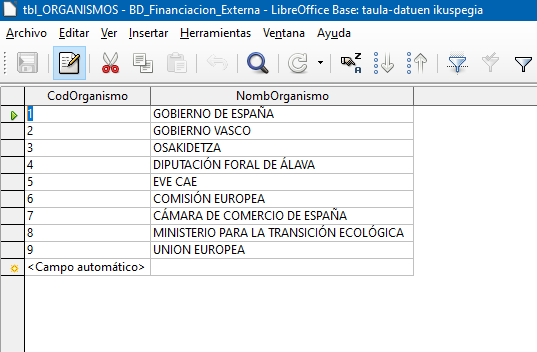 tbl_ORGANISMOS - BD_Financiacion_Externa - LibreOffice Base: taula-datuen ikuspegia
Archivo Editar Ver Insertar Herramientas Ventana Ayuda
CodOrganismo NombOrganismo
1 GOBIERNO DE ESPAÑA
2 GOBIERNO VASCO
3 OSAKIDETZA
4 DIPUTACIÓN FORAL DE ÁLAVA
5 EVE CAE
6 COMISIÓN EUROPEA
7 CÁMARA DE COMERCIO DE ESPAÑA
8 MINISTERIO PARA LA TRANSICIÓN ECOLÓGICA
9 UNION EUROPEA
<Campo automático>